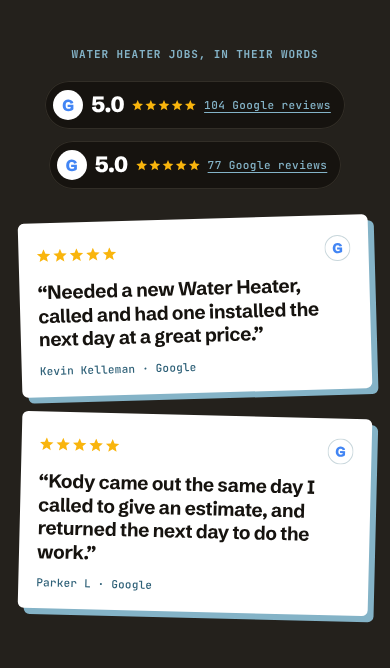 WATER HEATER JOBS, IN THEIR WORDS
G 5.0 ★★★★★ 104 Google reviews
G 5.0 ★★★★★ 77 Google reviews
★★★★★ G
“Needed a new Water Heater,
called and had one installed the
next day at a great price.”
Kevin Kelleman · Google
★★★★★ G
“Kody came out the same day I
called to give an estimate, and
returned the next day to do the
work.”
Parker L · Google